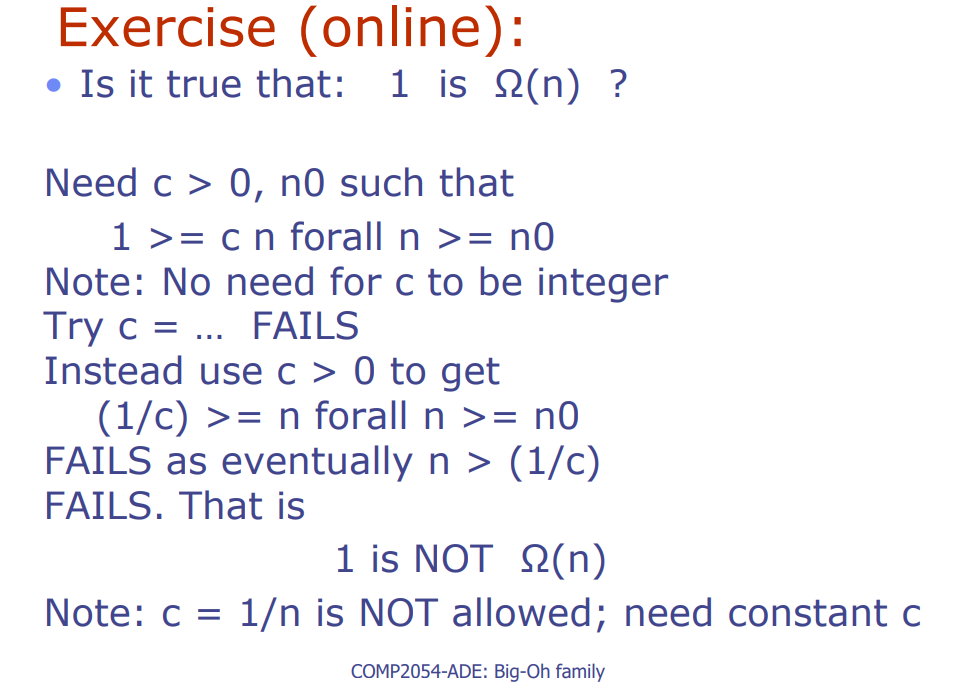 Exercise (online):
• Is it true that: 1 is Ω(n) ?
Need c > 0, n0 such that
1 >= c n forall n >= n0
Note: No need for c to be integer
Try c = … FAILS
Instead use c > 0 to get
(1/c) >= n forall n >= n0
FAILS as eventually n > (1/c)
FAILS. That is
1 is NOT Ω(n)
Note: c = 1/n is NOT allowed; need constant c
COMP2054-ADE: Big-Oh family